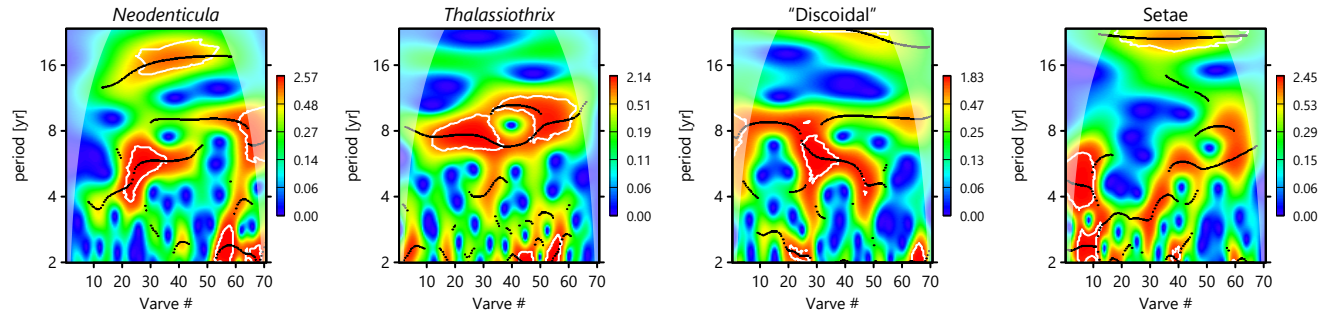 Neodenticula
period [yr]
16
8
4
2
10 20 30 40 50 60 70
Varve #
2.57
0.48
0.27
0.14
0.06
0.00
Thalassiothrix
period [yr]
16
8
4
2
10 20 30 40 50 60 70
Varve #
2.14
0.51
0.19
0.11
0.06
0.00
“Discoidal”
period [yr]
16
8
4
2
10 20 30 40 50 60 70
Varve #
1.83
0.47
0.27
0.14
0.06
0.00
Setae
period [yr]
16
8
4
2
10 20 30 40 50 60 70
Varve #
2.45
0.53
0.29
0.15
0.06
0.00